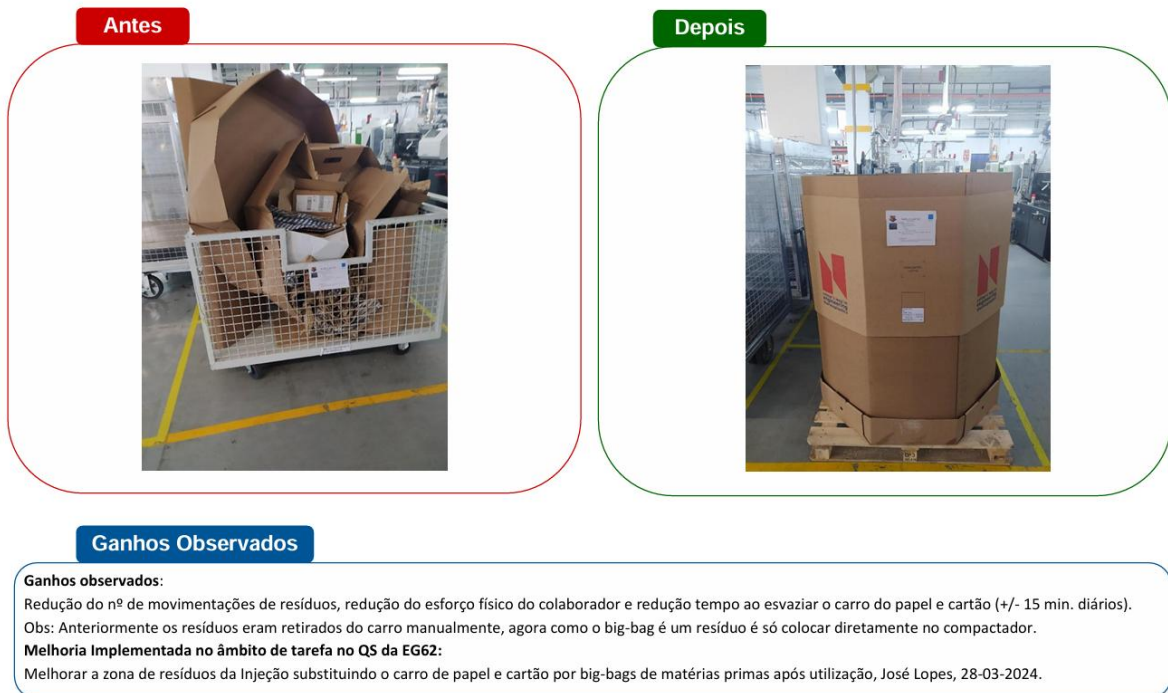 Antes
Depois
Ganhos Observados
Ganhos observados:
Redução do nº de movimentações de resíduos, redução do esforço físico do colaborador e redução tempo ao esvaziar o carro do papel e cartão (+/- 15 min. diários).
Obs: Anteriormente os resíduos eram retirados do carro manualmente, agora como o big-bag é um resíduo é só colocar diretamente no compactador.
Melhoria Implementada no âmbito de tarefa no QS da EG62:
Melhorar a zona de resíduos da Injeção substituindo o carro de papel e cartão por big-bags de matérias primas após utilização, José Lopes, 28-03-2024.